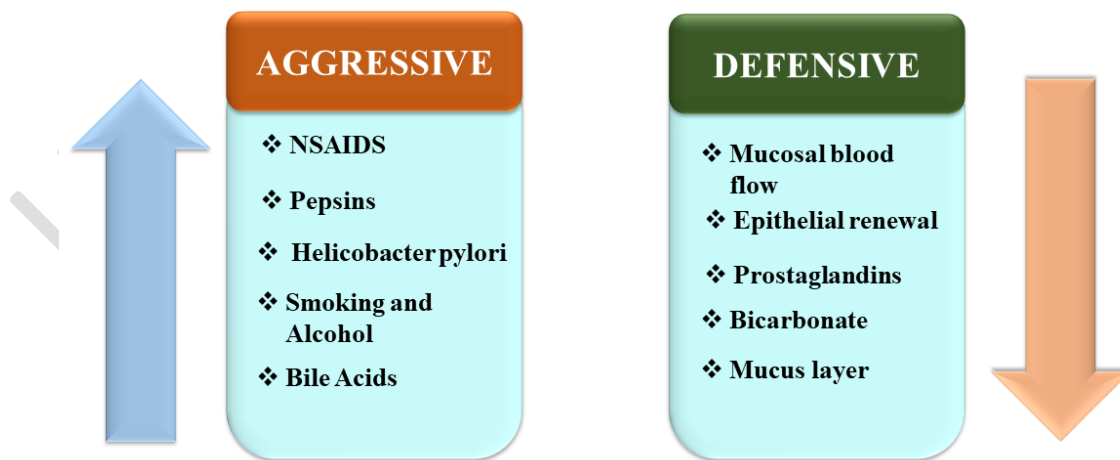 AGGRESSIVE
❖ NSAIDS
❖ Pepsins
❖ Helicobacter pylori
❖ Smoking and
Alcohol
❖ Bile Acids
DEFENSIVE
❖ Mucosal blood
flow
❖ Epithelial renewal
❖ Prostaglandins
❖ Bicarbonate
❖ Mucus layer